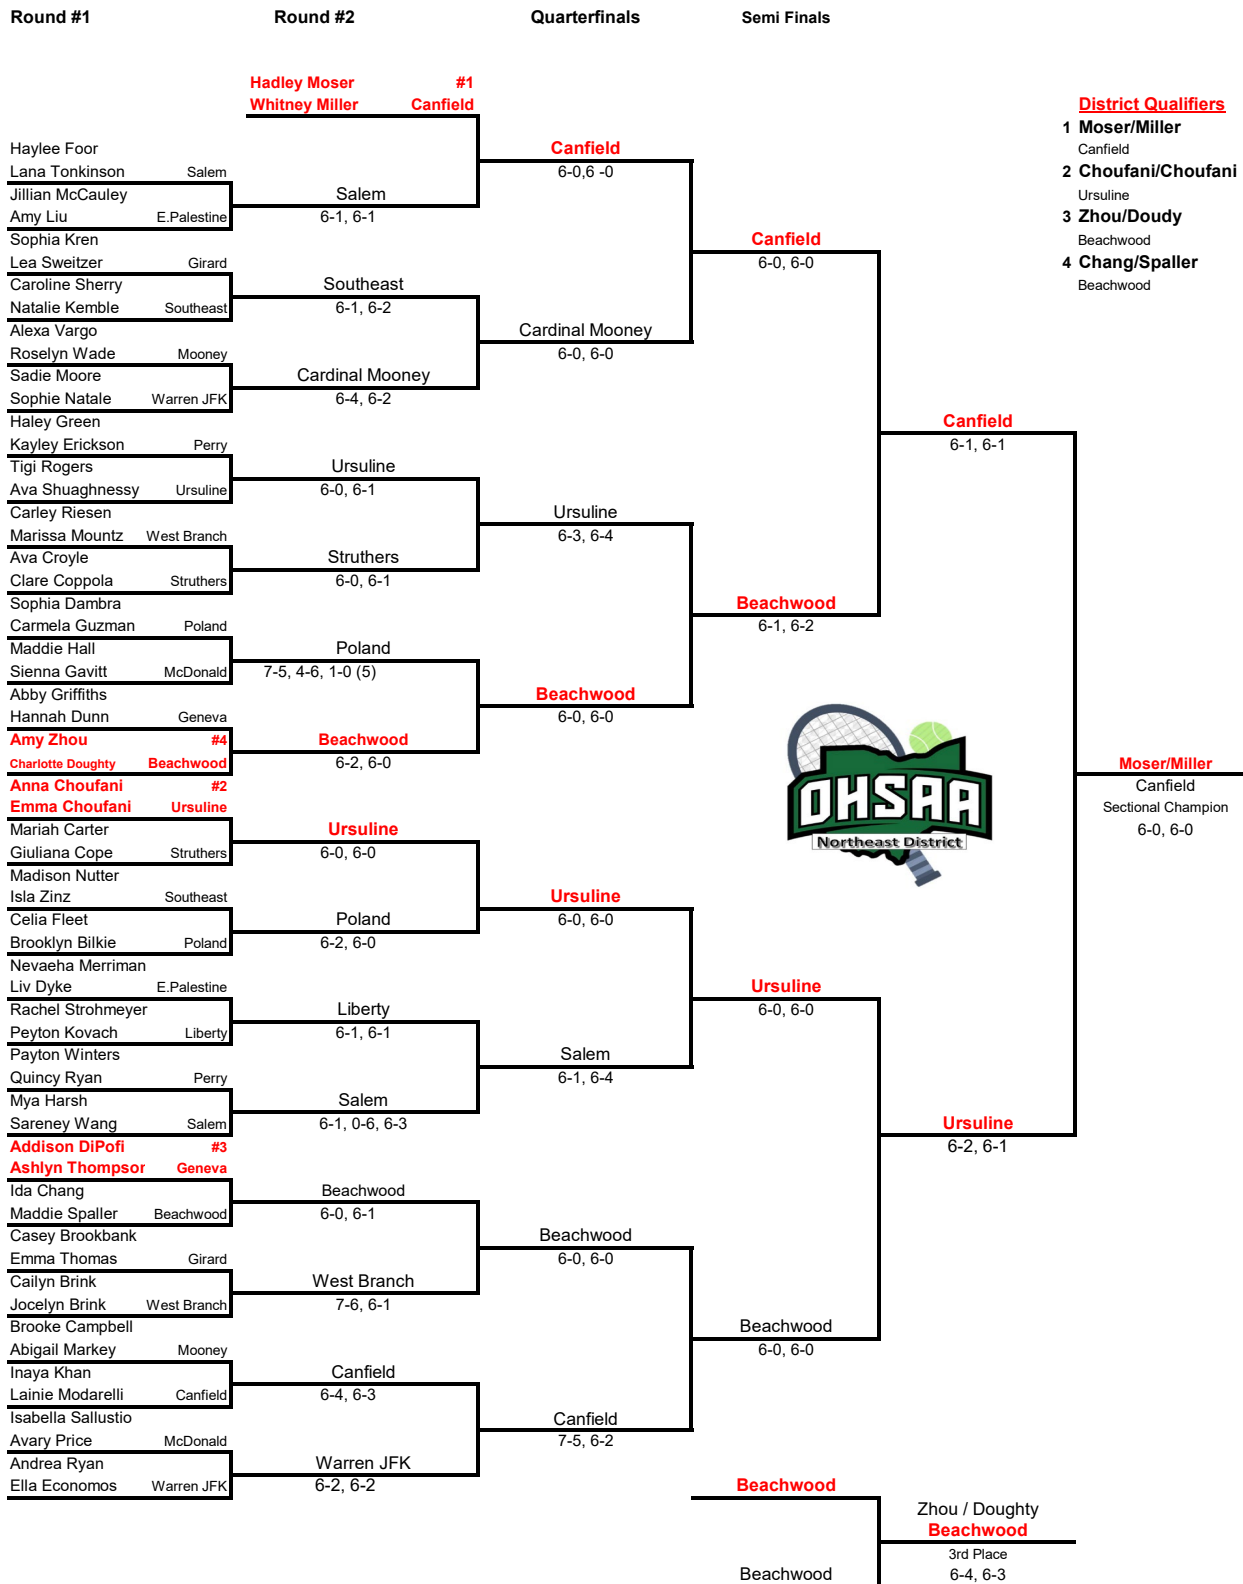 Round #1 Round #2 Quarterfinals Semi Finals
Hadley Moser #1
Whitney Miller Canfield
District Qualifiers
1 Moser/Miller
Canfield
2 Choufani/Choufani
Ursuline
3 Zhou/Doudy
Beachwood
4 Chang/Spaller
Beachwood
Haylee Foor
Lana Tonkinson Salem
Jillian McCauley
Amy Liu E.Palestine
Sophia Kren
Lea Sweitzer Girard
Caroline Sherry
Natalie Kemble Southeast
Alexa Vargo
Roselyn Wade Mooney
Sadie Moore
Sophie Natale Warren JFK
Haley Green
Kayley Erickson Perry
Tigi Rogers
Ava Shuaghnessy Ursuline
Carley Riesen
Marissa Mountz West Branch
Ava Croyle
Clare Coppola Struthers
Sophia Dambra
Carmela Guzman Poland
Maddie Hall
Sienna Gavitt McDonald
Abby Griffiths
Hannah Dunn Geneva
Amy Zhou #4
Charlotte Doughty Beachwood
Anna Choufani #2
Emma Choufani Ursuline
Mariah Carter
Giuliana Cope Struthers
Madison Nutter
Isla Zinz Southeast
Celia Fleet
Brooklyn Bilkie Poland
Nevaeha Merriman
Liv Dyke E.Palestine
Rachel Strohmeyer
Peyton Kovach Liberty
Payton Winters
Quincy Ryan Perry
Mya Harsh
Sareney Wang Salem
Addison DiPofi #3
Ashlyn Thompsor Geneva
Ida Chang
Maddie Spaller Beachwood
Casey Brookbank
Emma Thomas Girard
Cailyn Brink
Jocelyn Brink West Branch
Brooke Campbell
Abigail Markey Mooney
Inaya Khan
Lainie Modarelli Canfield
Isabella Sallustio
Avary Price McDonald
Andrea Ryan
Ella Economos Warren JFK
Salem
6-1, 6-1
Southeast
6-1, 6-2
Cardinal Mooney
6-4, 6-2
Ursuline
6-0, 6-1
Struthers
6-0, 6-1
Poland
7-5, 4-6, 1-0 (5)
Beachwood
6-2, 6-0
Ursuline
6-0, 6-0
Poland
6-2, 6-0
Liberty
6-1, 6-1
Salem
6-1, 0-6, 6-3
Beachwood
6-0, 6-1
West Branch
7-6, 6-1
Canfield
6-4, 6-3
Warren JFK
6-2, 6-2
Canfield
6-0,6 -0
Cardinal Mooney
6-0, 6-0
Ursuline
6-3, 6-4
Beachwood
6-0, 6-0
Ursuline
6-0, 6-0
Salem
6-1, 6-4
Beachwood
6-0, 6-0
Canfield
7-5, 6-2
Canfield
6-0, 6-0
Beachwood
6-1, 6-2
Ursuline
6-0, 6-0
Beachwood
6-0, 6-0
Canfield
6-1, 6-1
Ursuline
6-2, 6-1
OHSAA
Northeast District
Moser/Miller
Canfield
Sectional Champion
6-0, 6-0
Beachwood
Beachwood
Zhou / Doughty
Beachwood
3rd Place
6-4, 6-3